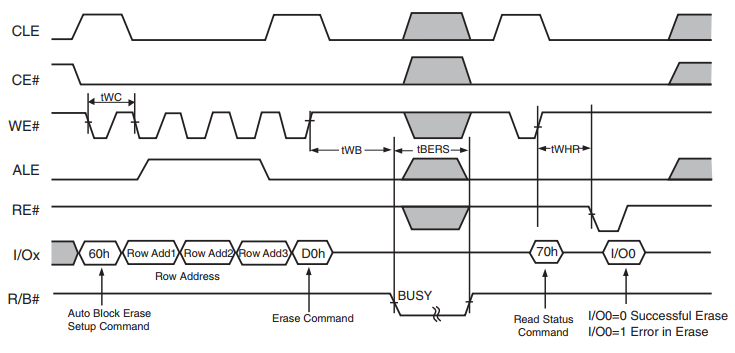 CLE
CE#
tWC
WE#
tWB
tBERS
tWHR
ALE
RE#
I/Ox
60h
Row Add1
Row Add2
Row Add3
D0h
70h
I/O0
Row Address
R/B#
BUSY
Auto Block Erase
Setup Command
Erase Command
Read Status
Command
I/O0=0 Successful Erase
I/O0=1 Error in Erase